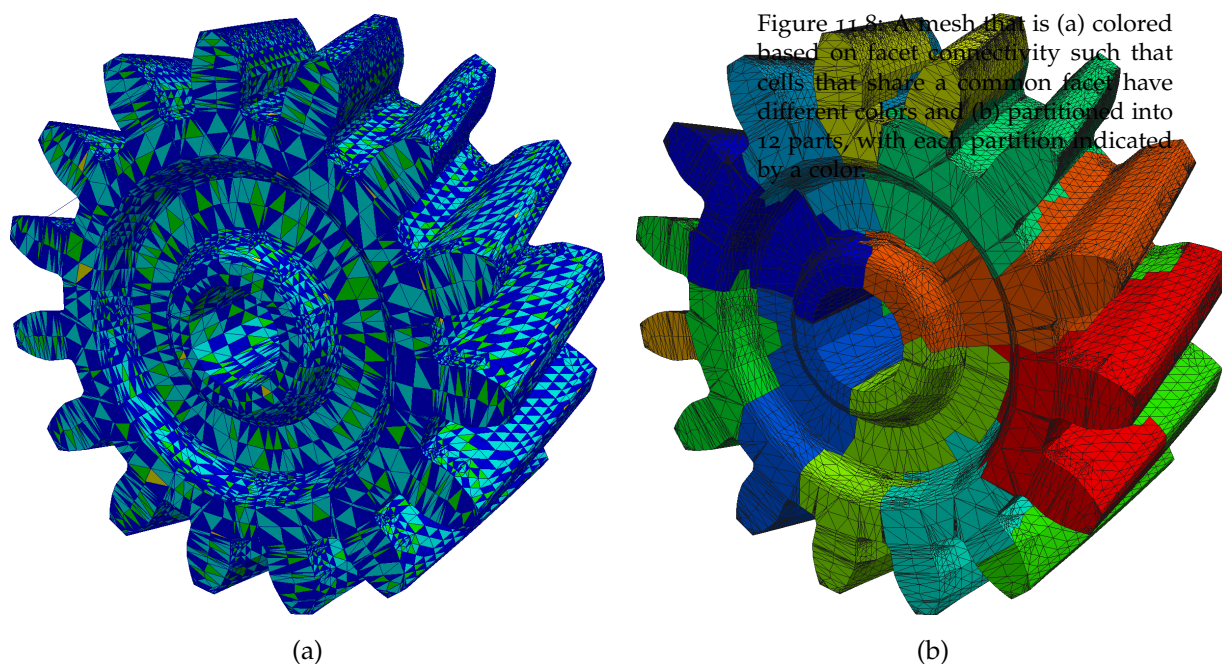 Figure 11.8: A mesh that is (a) colored
based on facet connectivity such that
cells that share a common facet have
different colors and (b) partitioned into
12 parts, with each partition indicated
by a color.
(a)
(b)